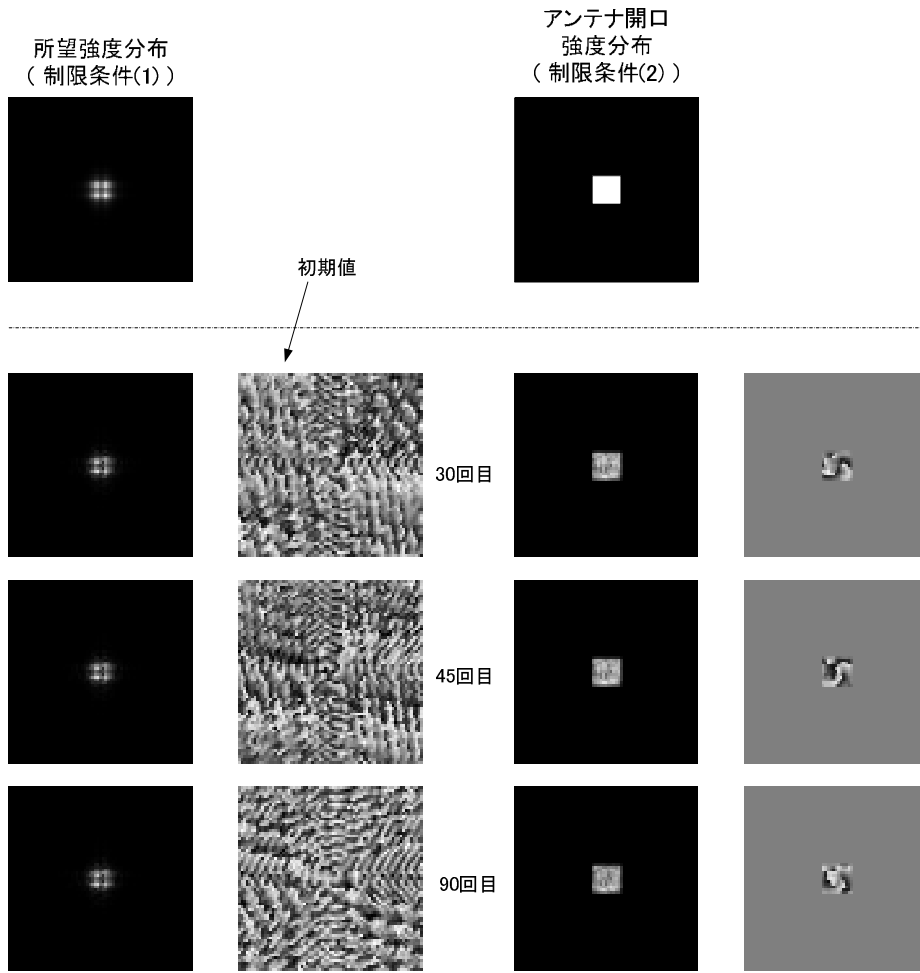 所望強度分布
( 制限条件(1) )
アンテナ開口
強度分布
( 制限条件(2) )
初期値
30回目
45回目
90回目